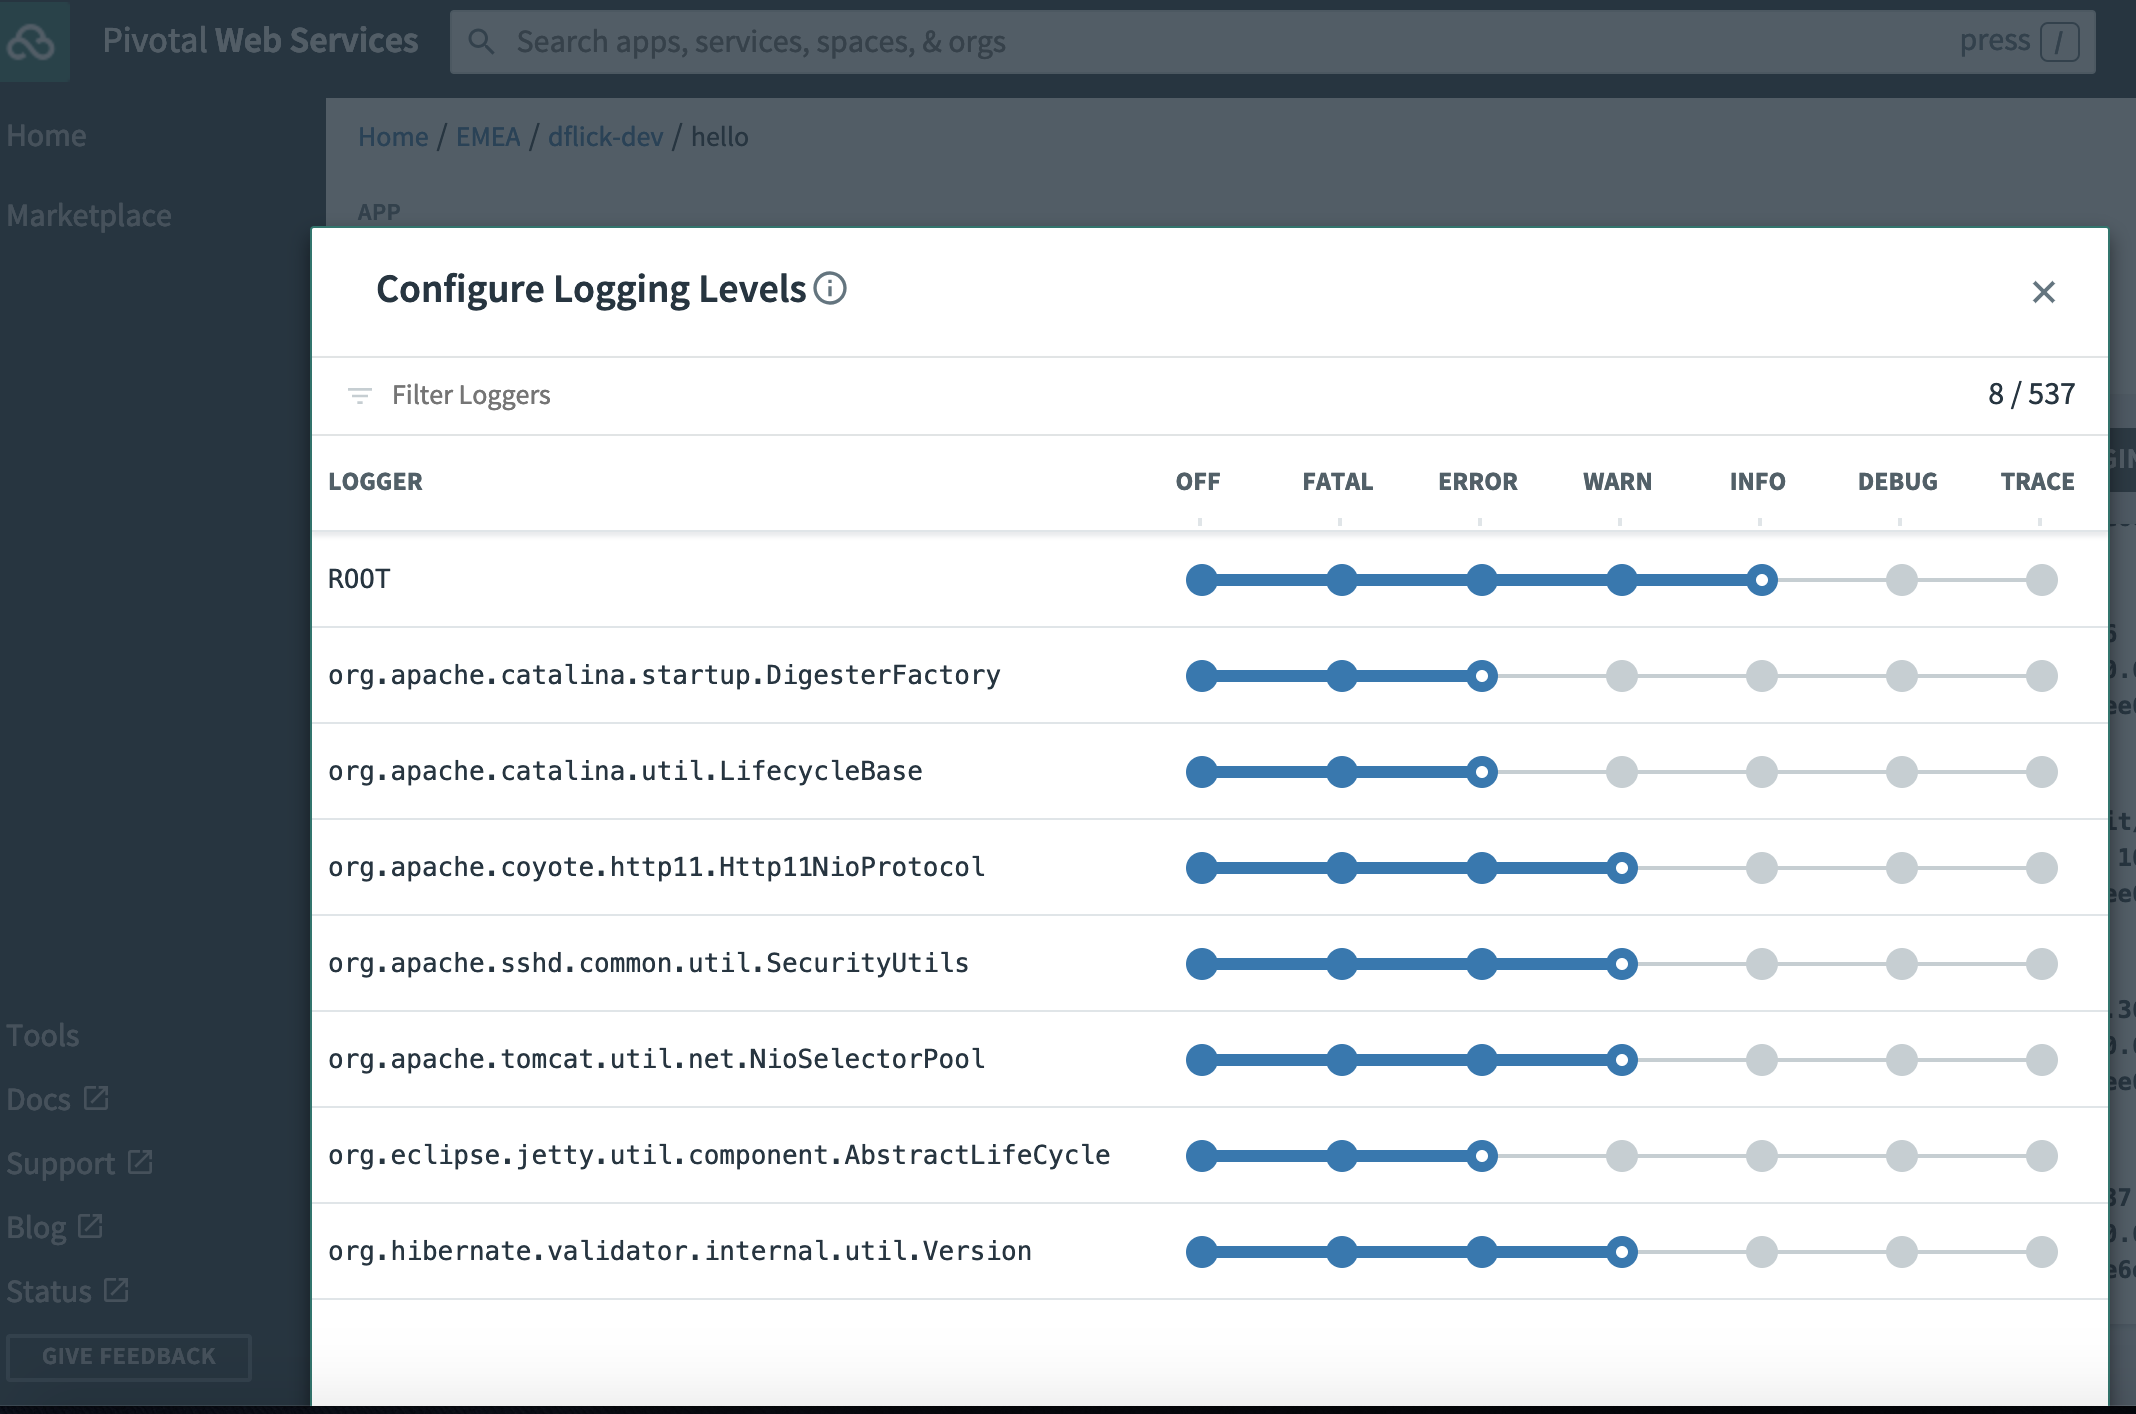 Pivotal Web Services
Search apps, services, spaces, & orgs
press /
Home
Marketplace
Home / EMEA / dflick-dev / hello
APP
Configure Logging Levels
Filter Loggers
8 / 537
LOGGER OFF FATAL ERROR WARN INFO DEBUG TRACE
ROOT
org.apache.catalina.startup.DigesterFactory
org.apache.catalina.util.LifecycleBase
org.apache.coyote.http11.Http11NioProtocol
org.apache.sshd.common.util.SecurityUtils
org.apache.tomcat.util.net.NioSelectorPool
org.eclipse.jetty.util.component.AbstractLifeCycle
org.hibernate.validator.internal.util.Version
Tools
Docs
Support
Blog
Status
GIVE FEEDBACK